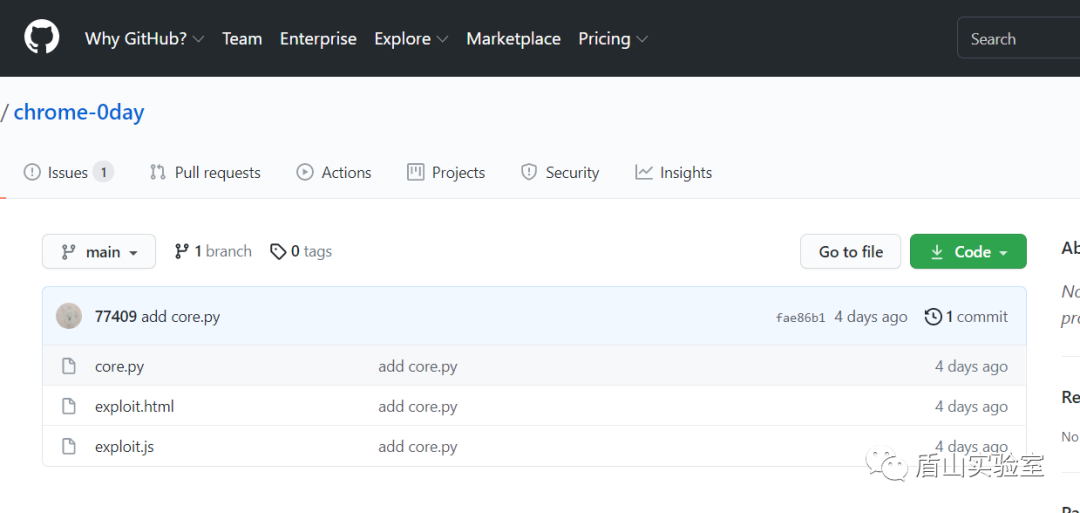 Why GitHub? Team Enterprise Explore Marketplace Pricing Search
/ chrome-0day
Issues 1 Pull requests Actions Projects Security Insights
main 1 branch 0 tags Go to file Code
Ab
77409 add core.py fae86b1 4 days ago 1 commit
No
pro
core.py add core.py 4 days ago
exploit.html add core.py 4 days ago
Re
No
exploit.js add core.py 4 days ago
盾山实验室
Pa